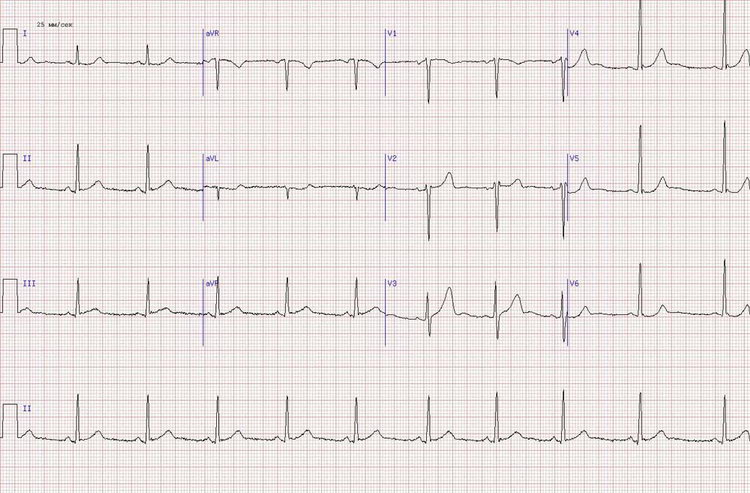 25 мм/сек
I aVR V1 V4
II aVL V2 V5
III aVF V3 V6
II